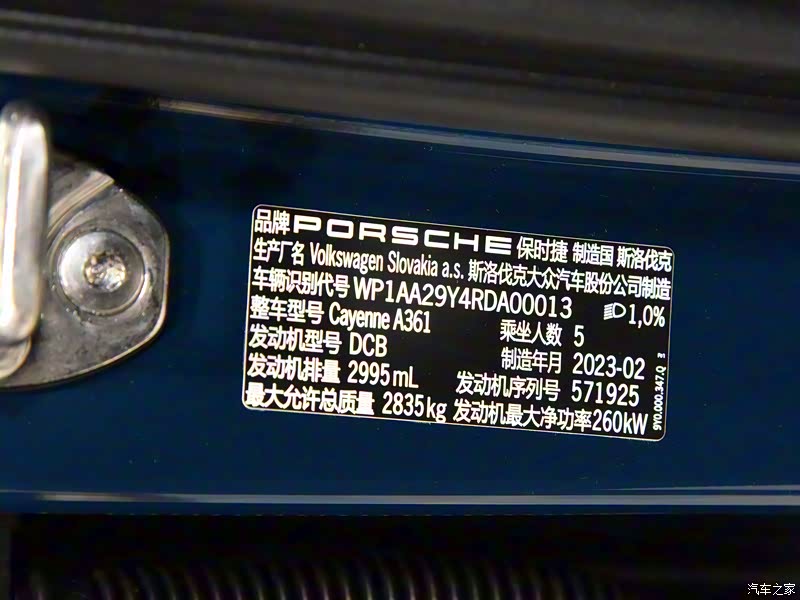 品牌 PORSCHE 保时捷 制造国 斯洛伐克
生产厂名 Volkswagen Slovakia a.s. 斯洛伐克大众汽车股份公司制造
车辆识别代号 WP1AA29Y4RDA00013 1,0%
整车型号 Cayenne A361 乘坐人数 5
发动机型号 DCB 制造年月 2023-02
发动机排量 2995 mL 发动机序列号 571925
最大允许总质量 2835 kg 发动机最大净功率 260kW
9Y0.000.347.Q
汽车之家